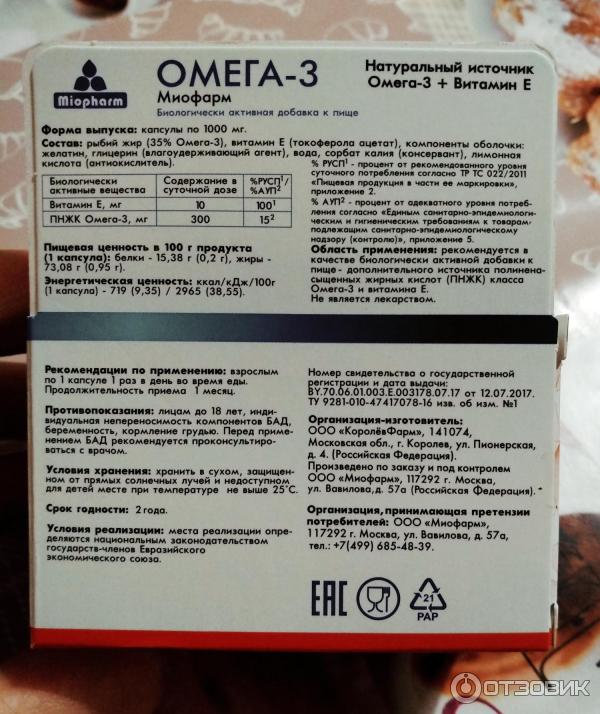 Miopharm
ОМЕГА-3
Миофарм
Биологически активная добавка к пище
Натуральный источник
Омега-3 + Витамин Е
Форма выпуска: капсулы по 1000 мг.
Состав: рыбий жир (35% Омега-3), витамин Е (токоферола ацетат), компоненты оболочки:
желатин, глицерин (влагоудерживающий агент), вода, сорбат калия (консервант), лимонная
кислота (антиокислитель).
Биологически активные вещества | Содержание в суточной дозе | %РУСП¹/%АУП²
Витамин Е, мг | 10 | 100¹
ПНЖК Омега-3, мг | 300 | 15²
Пищевая ценность в 100 г продукта
(1 капсула): белки - 15,38 г (0,2 г), жиры -
73,08 г (0,95 г).
Энергетическая ценность: ккал/кДж/100г
(1 капсула) - 719 (9,35) / 2965 (38,55).
% РУСП¹ - процент от рекомендованного уровня
суточного потребления согласно ТР ТС 022/2011
«Пищевая продукция в части ее маркировки»,
приложение 2.
% АУП² - процент от адекватного уровня потреб-
ления согласно «Единым санитарно-эпидемиологи-
ческим и гигиеническим требованиям к товарам,
подлежащим санитарно-эпидемиологическому
надзору (контролю)», приложение 5.
Область применения: рекомендуется в
качестве биологически активной добавки к
пище - дополнительного источника полинена-
сыщенных жирных кислот (ПНЖК) класса
Омега-3 и витамина Е.
Не является лекарством.
Рекомендации по применению: взрослым
по 1 капсуле 1 раз в день во время еды.
Продолжительность приема 1 месяц.
Противопоказания: лицам до 18 лет, инди-
видуальная непереносимость компонентов БАД,
беременность, кормление грудью. Перед приме-
нением БАД рекомендуется проконсультиро-
ваться с врачом.
Условия хранения: хранить в сухом, защищен-
ном от прямых солнечных лучей и недоступном
для детей месте при температуре не выше 25°С.
Срок годности: 2 года.
Условия реализации: места реализации опре-
деляются национальным законодательством
государств-членов Евразийского
экономического союза.
Номер свидетельства о государственной
регистрации и дата выдачи:
BY.70.06.01.003.Е.003178.07.17 от 12.07.2017.
ТУ 9281-010-47417078-16 изв. об изм. №1
Организация-изготовитель:
ООО «КоролёвФарм», 141074,
Московская обл., г. Королев, ул. Пионерская,
д. 4. (Российская Федерация).
Произведено по заказу и под контролем
ООО «Миофарм», 117292 г. Москва,
ул. Вавилова, д. 57а (Российская Федерация).
Организация, принимающая претензии
потребителей: ООО «Миофарм»,
117292 г. Москва, ул. Вавилова, д. 57а,
тел.: +7(499) 685-48-39.
EAC
21
PAP
ОТЗОВИК